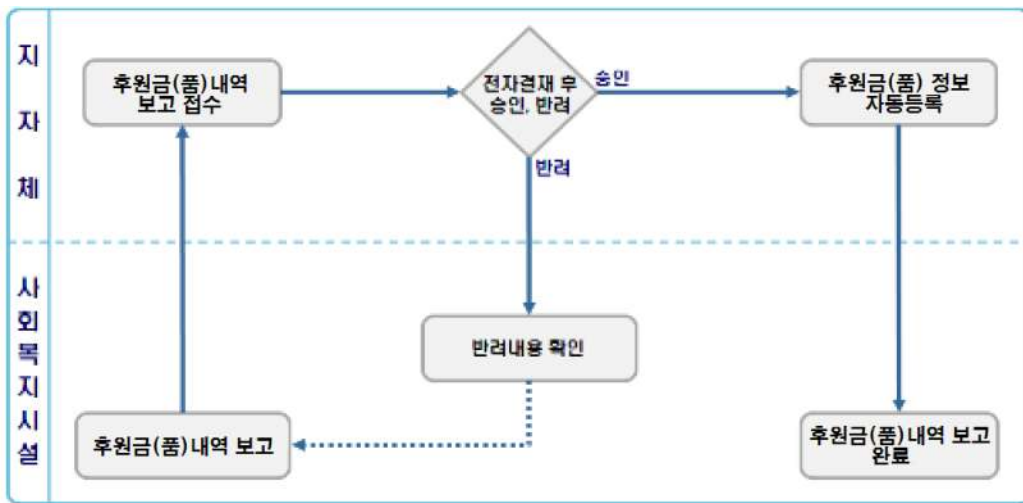 지자체
후원금(품)내역
보고 접수
전자결재 후
승인, 반려
승인
후원금(품) 정보
자동등록
반려
사회복지시설
반려내용 확인
후원금(품)내역 보고
후원금(품)내역 보고
완료